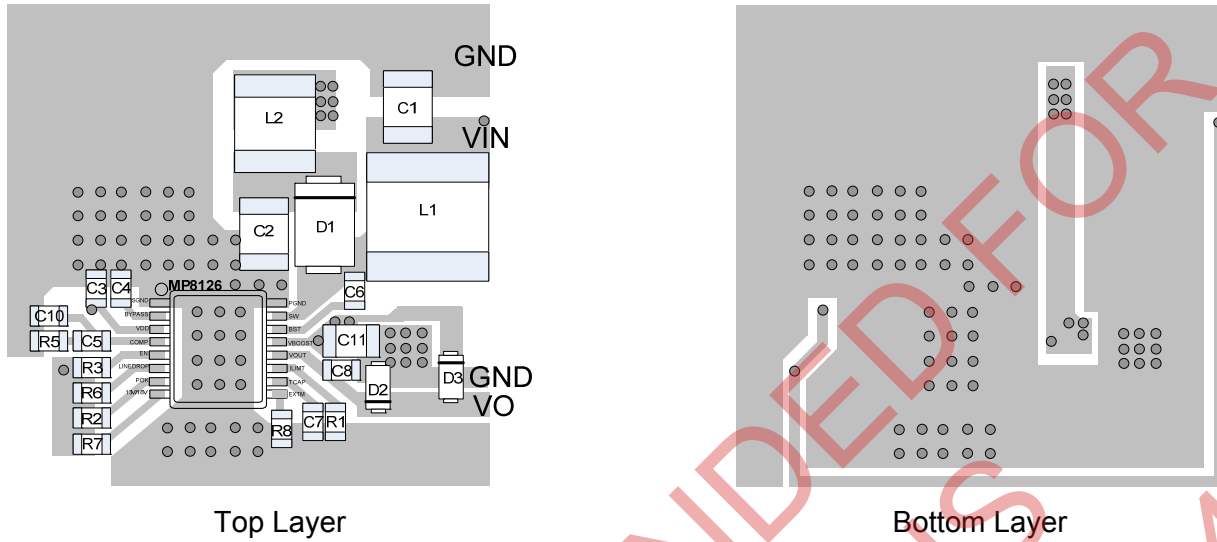 GND
C1
L2
VIN
L1
C2
D1
MP8126
C3
C4
C6
SGND
PGND
BYPASS
SW
C10
VDD
BST
R5
C5
COMP
VBOOST
C11
EN
VOUT
R3
LINEDROP
ILIMT
C8
GND
R6
POK
TCAP
D2
D3
13V/18V
EXTM
VO
R2
R8
C7
R1
R7
Top Layer
Bottom Layer
NDED FOR